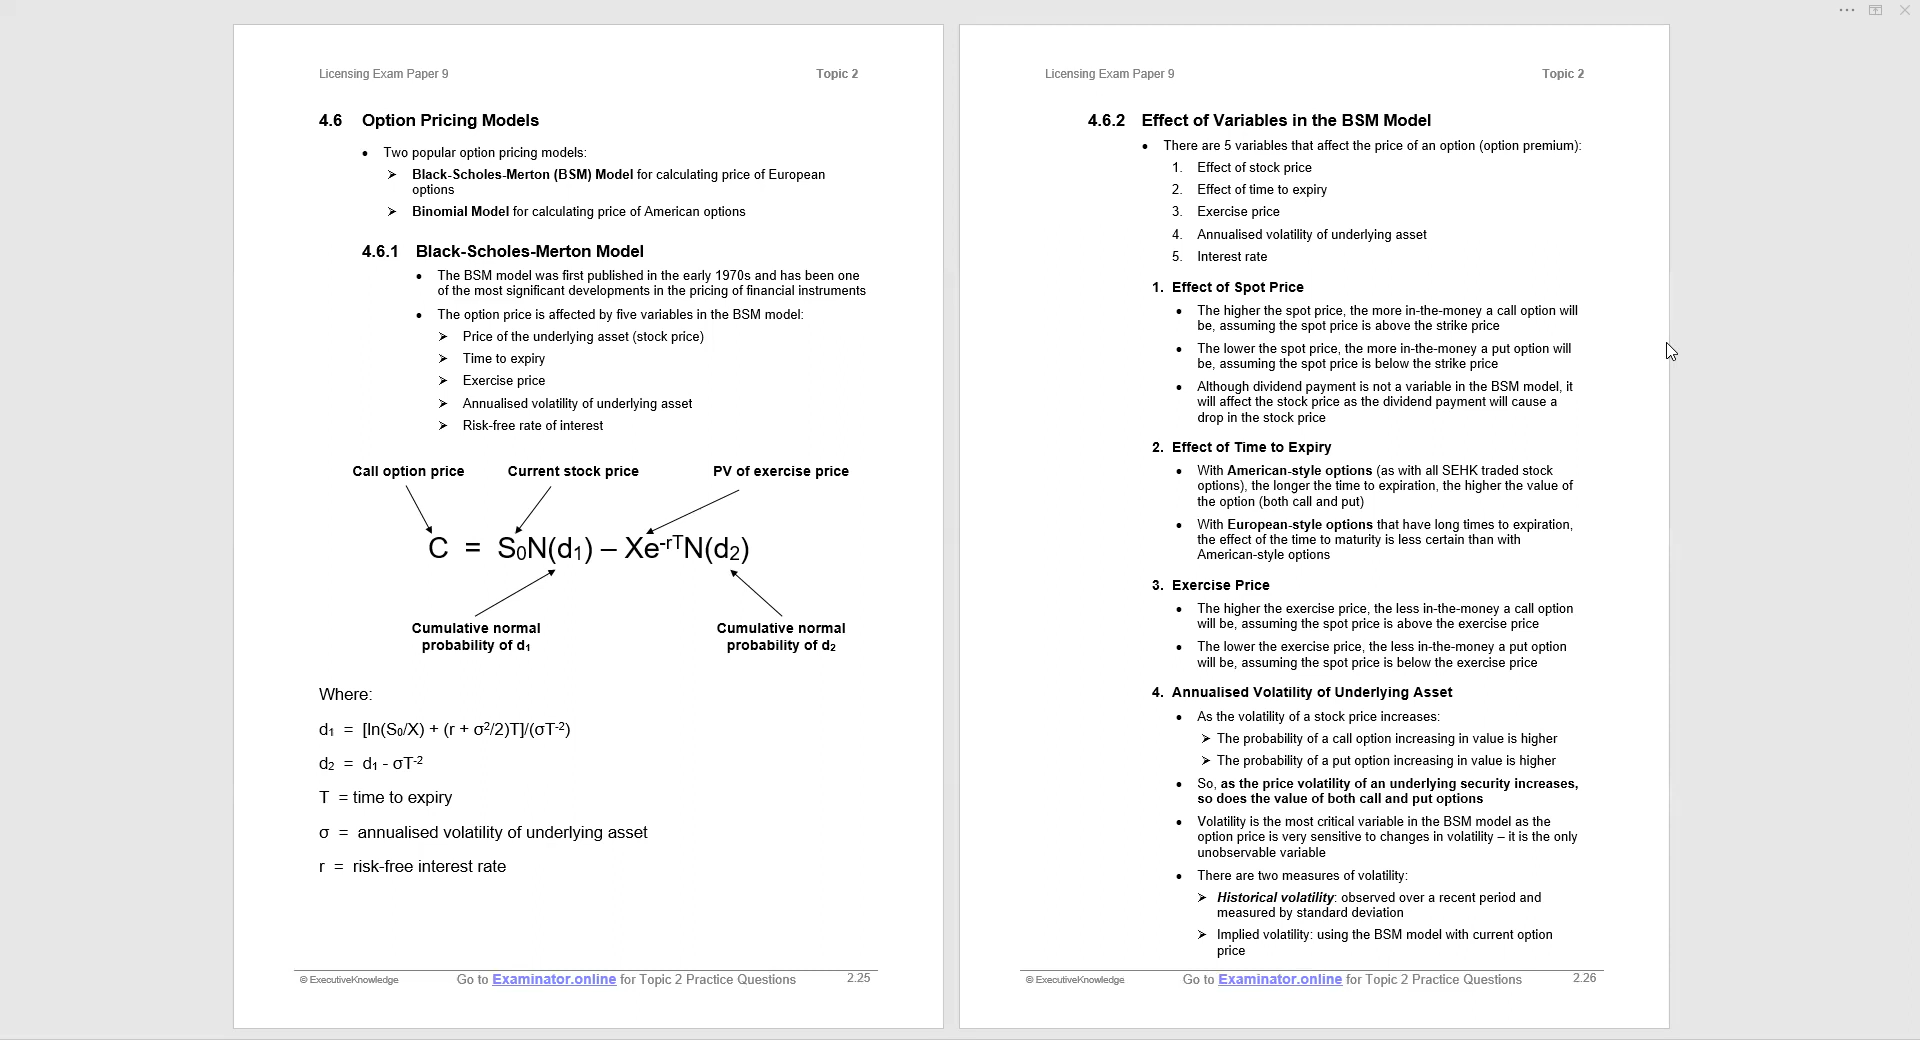 Licensing Exam Paper 9
Topic 2
4.6 Option Pricing Models
• Two popular option pricing models:
➢ Black-Scholes-Merton (BSM) Model for calculating price of European
options
➢ Binomial Model for calculating price of American options
4.6.1 Black-Scholes-Merton Model
• The BSM model was first published in the early 1970s and has been one
of the most significant developments in the pricing of financial instruments
• The option price is affected by five variables in the BSM model:
➢ Price of the underlying asset (stock price)
➢ Time to expiry
➢ Exercise price
➢ Annualised volatility of underlying asset
➢ Risk-free rate of interest
Call option price Current stock price PV of exercise price
C = S₀N(d₁) – Xe⁻ʳᵀN(d₂)
Cumulative normal Cumulative normal
probability of d₁ probability of d₂
Where:
d₁ = [ln(S₀/X) + (r + σ²/2)T]/(σT⁻²)
d₂ = d₁ - σT⁻²
T = time to expiry
σ = annualised volatility of underlying asset
r = risk-free interest rate
© ExecutiveKnowledge Go to Examinator.online for Topic 2 Practice Questions 2.25
Licensing Exam Paper 9
Topic 2
4.6.2 Effect of Variables in the BSM Model
• There are 5 variables that affect the price of an option (option premium):
1. Effect of stock price
2. Effect of time to expiry
3. Exercise price
4. Annualised volatility of underlying asset
5. Interest rate
1. Effect of Spot Price
• The higher the spot price, the more in-the-money a call option will
be, assuming the spot price is above the strike price
• The lower the spot price, the more in-the-money a put option will
be, assuming the spot price is below the strike price
• Although dividend payment is not a variable in the BSM model, it
will affect the stock price as the dividend payment will cause a
drop in the stock price
2. Effect of Time to Expiry
• With American-style options (as with all SEHK traded stock
options), the longer the time to expiration, the higher the value of
the option (both call and put)
• With European-style options that have long times to expiration,
the effect of the time to maturity is less certain than with
American-style options
3. Exercise Price
• The higher the exercise price, the less in-the-money a call option
will be, assuming the spot price is above the exercise price
• The lower the exercise price, the less in-the-money a put option
will be, assuming the spot price is below the exercise price
4. Annualised Volatility of Underlying Asset
• As the volatility of a stock price increases:
➢ The probability of a call option increasing in value is higher
➢ The probability of a put option increasing in value is higher
• So, as the price volatility of an underlying security increases,
so does the value of both call and put options
• Volatility is the most critical variable in the BSM model as the
option price is very sensitive to changes in volatility – it is the only
unobservable variable
• There are two measures of volatility:
➢ Historical volatility: observed over a recent period and
measured by standard deviation
➢ Implied volatility: using the BSM model with current option
price
© ExecutiveKnowledge Go to Examinator.online for Topic 2 Practice Questions 2.26